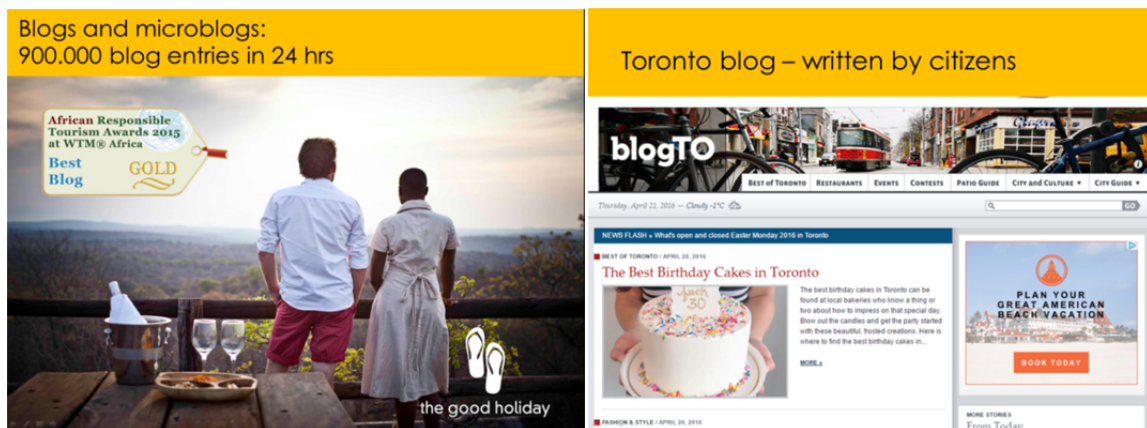 Blogs and microblogs:
900.000 blog entries in 24 hrs
African Responsible
Tourism Awards 2015
at WTM® Africa
Best
Blog
GOLD
the good holiday
Toronto blog – written by citizens
blogTO
BEST OF TORONTO RESTAURANTS EVENTS CONTESTS PATIO GUIDE CITY AND CULTURE ▾ CITY GUIDE ▾
Thursday, April 21, 2016 — Cloudy -2°C
GO
NEWS FLASH » What's open and closed Easter Monday 2016 in Toronto
BEST OF TORONTO / APRIL 20, 2016
The Best Birthday Cakes in Toronto
The best birthday cakes in Toronto can be
found at local bakeries who know a thing or
two about how to impress on that special day.
Blow out the candles and get the party started
with these beautiful, frosted creations. Here is
where to find the best birthday cakes in...
MORE »
30
FASHION & STYLE / APRIL 20, 2016
PLAN YOUR
GREAT AMERICAN
BEACH VACATION
BOOK TODAY
MORE STORIES
From Today